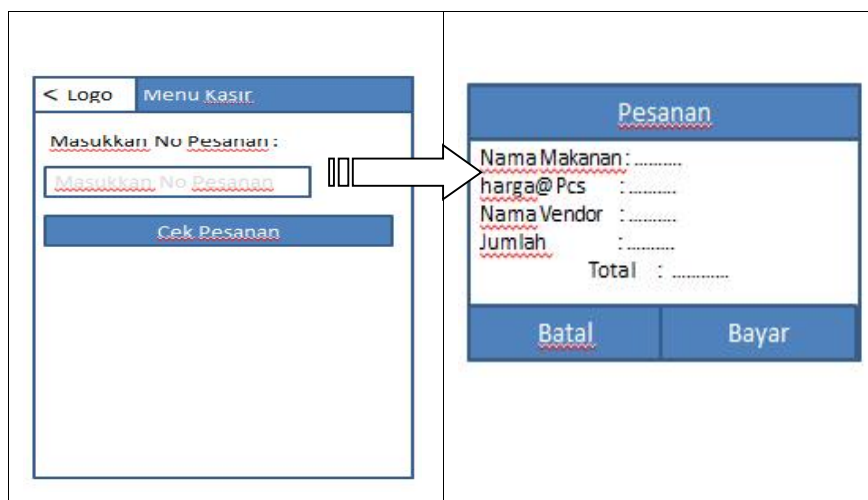 < Logo Menu Kasir
Masukkan No Pesanan :
Masukkan No Pesanan
Cek Pesanan
Pesanan
Nama Makanan : ..........
harga@ Pcs : ..........
Nama Vendor : ..........
Jumlah : ..........
Total : ............
Batal Bayar